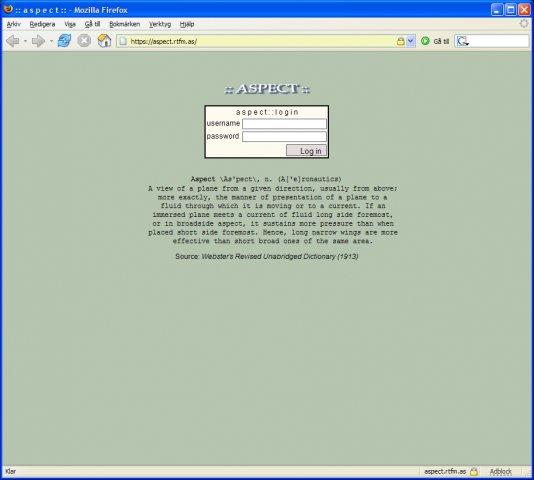 :: a s p e c t :: - Mozilla Firefox
Arkiv Redigera Visa Gå till Bokmärken Verktyg Hjälp
https://aspect.rtfm.as/ Gå till
:: ASPECT ::
a s p e c t : : l o g i n
username
password
Log in
Aspect \As"pect\, n. (A['e]ronautics)
A view of a plane from a given direction, usually from above;
more exactly, the manner of presentation of a plane to a
fluid through which it is moving or to a current. If an
immersed plane meets a current of fluid long side foremost,
or in broadside aspect, it sustains more pressure than when
placed short side foremost. Hence, long narrow wings are more
effective than short broad ones of the same area.
Source: Webster's Revised Unabridged Dictionary (1913)
Klar aspect.rtfm.as Adblock